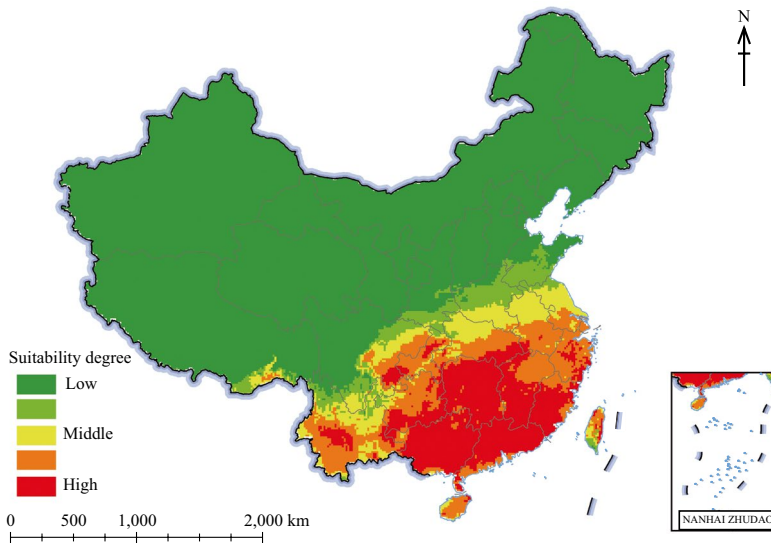 N
Suitability degree
Low
Middle
High
0 500 1,000 2,000 km
NANHAI ZHUDAO